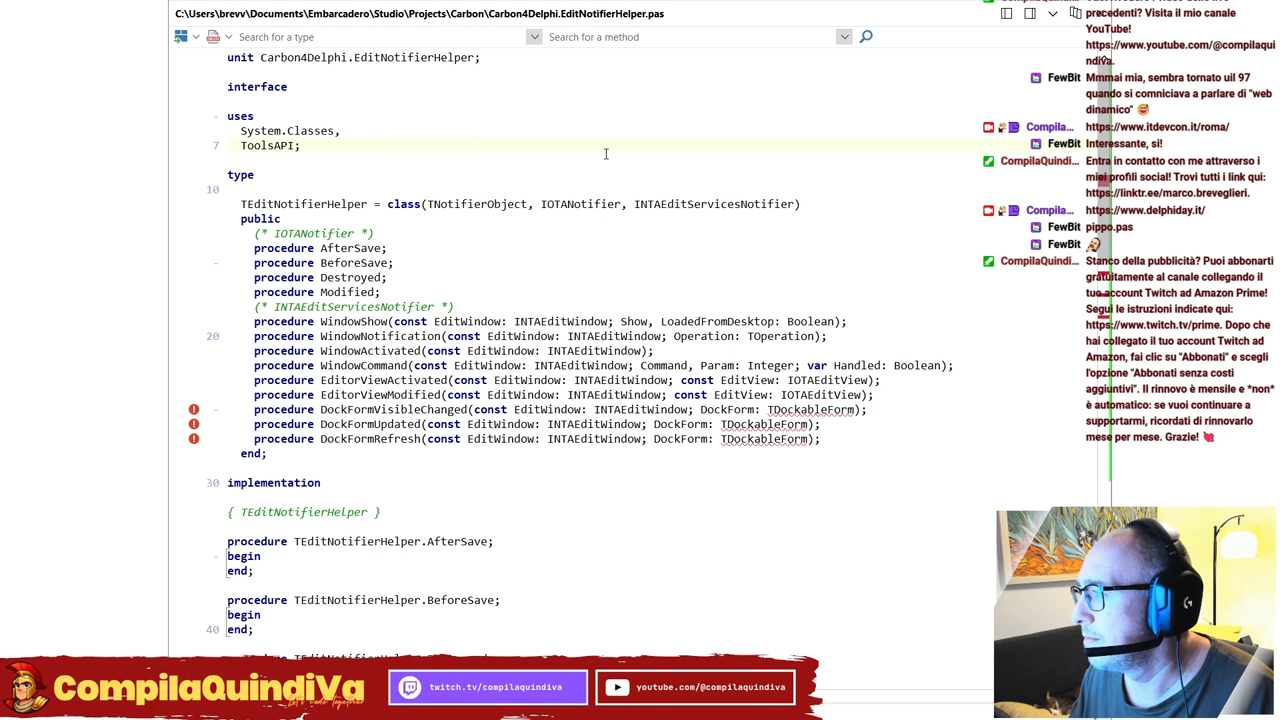 C:\Users\brevv\Documents\Embarcadero\Studio\Projects\Carbon\Carbon4Delphi.EditNotifierHelper.pas
Search for a type
Search for a method
unit Carbon4Delphi.EditNotifierHelper;
interface
uses
System.Classes,
7 ToolsAPI;
type
10
TEditNotifierHelper = class(TNotifierObject, IOTANotifier, INTAEditServicesNotifier)
public
(* IOTANotifier *)
procedure AfterSave;
procedure BeforeSave;
procedure Destroyed;
procedure Modified;
(* INTAEditServicesNotifier *)
procedure WindowShow(const EditWindow: INTAEditWindow; Show, LoadedFromDesktop: Boolean);
20 procedure WindowNotification(const EditWindow: INTAEditWindow; Operation: TOperation);
procedure WindowActivated(const EditWindow: INTAEditWindow);
procedure WindowCommand(const EditWindow: INTAEditWindow; Command, Param: Integer; var Handled: Boolean);
procedure EditorViewActivated(const EditWindow: INTAEditWindow; const EditView: IOTAEditView);
procedure EditorViewModified(const EditWindow: INTAEditWindow; const EditView: IOTAEditView);
procedure DockFormVisibleChanged(const EditWindow: INTAEditWindow; DockForm: TDockableForm);
procedure DockFormUpdated(const EditWindow: INTAEditWindow; DockForm: TDockableForm);
procedure DockFormRefresh(const EditWindow: INTAEditWindow; DockForm: TDockableForm);
end;
30 implementation
{ TEditNotifierHelper }
procedure TEditNotifierHelper.AfterSave;
begin
end;
procedure TEditNotifierHelper.BeforeSave;
begin
40 end;
precedenti? Visita il mio canale
YouTube!
https://www.youtube.com/@compilaqui
ndiva.
FewBit Mmmai mia, sembra tornato uil 97
quando si comniciava a parlare di "web
dinamico" 😅
Compila... https://www.itdevcon.it/roma/
FewBit Interessante, si!
CompilaQuindi... Entra in contatto con me attraverso i
miei profili social! Trovi tutti i link qui:
https://linktr.ee/marco.breveglieri.
Compila... https://www.delphiday.it/
FewBit pippo.pas
FewBit
CompilaQuindi... Stanco della pubblicità? Puoi abbonarti
gratuitamente al canale collegando il
tuo account Twitch ad Amazon Prime!
Segui le istruzioni indicate qui:
https://www.twitch.tv/prime. Dopo che
hai collegato il tuo account Twitch ad
Amazon, fai clic su "Abbonati" e scegli
l'opzione "Abbonati senza costi
aggiuntivi". Il rinnovo è mensile e *non*
è automatico: se vuoi continuare a
supportarmi, ricordati di rinnovarlo
mese per mese. Grazie! 💘
CompilaQuindiVa
Let's code together
twitch.tv/compilaquindiva
youtube.com/@compilaquindiva